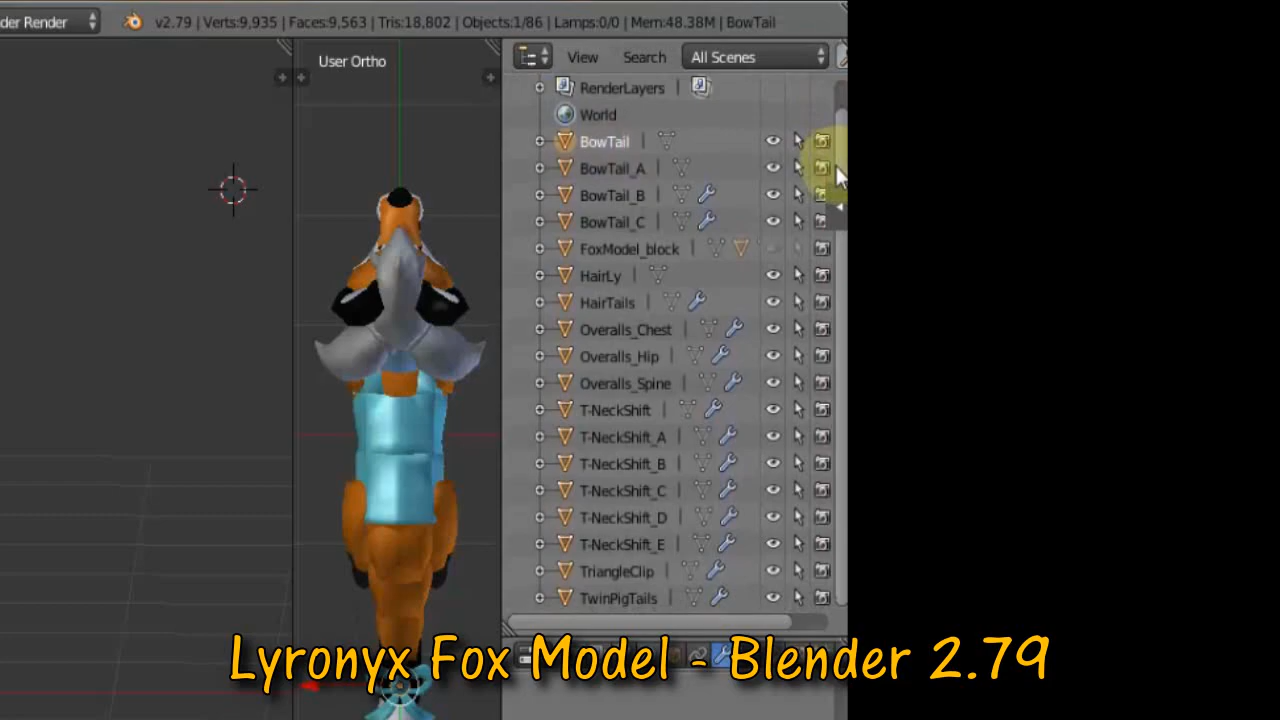 der Render
v2.79 | Verts:9,935 | Faces:9,563 | Tris:18,802 | Objects:1/86 | Lamps:0/0 | Mem:48.38M | BowTail
User Ortho
View Search All Scenes
RenderLayers |
World
BowTail |
BowTail_A |
BowTail_B |
BowTail_C |
FoxModel_block |
HairLy |
HairTails |
Overalls_Chest |
Overalls_Hip |
Overalls_Spine |
T-NeckShift |
T-NeckShift_A |
T-NeckShift_B |
T-NeckShift_C |
T-NeckShift_D |
T-NeckShift_E |
TriangleClip |
TwinPigTails |
Lyronyx Fox Model - Blender 2.79